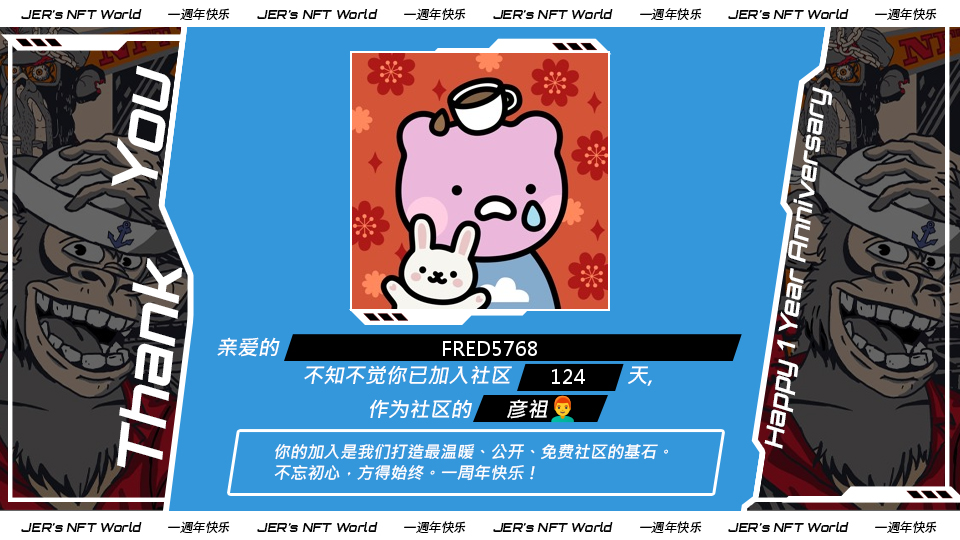 JER's NFT World 一週年快乐 JER's NFT World 一週年快乐 JER's NFT World 一週年快乐 JER's NFT World 一週年快乐
Thank You
Happy 1 Year Anniversary
亲爱的 FRED5768
不知不觉你已加入社区 124 天,
作为社区的 彦祖👨‍🦰
你的加入是我们打造最温暖、公开、免费社区的基石。
不忘初心，方得始终。一周年快乐！
JER's NFT World 一週年快乐 JER's NFT World 一週年快乐 JER's NFT World 一週年快乐 JER's NFT World 一週年快乐